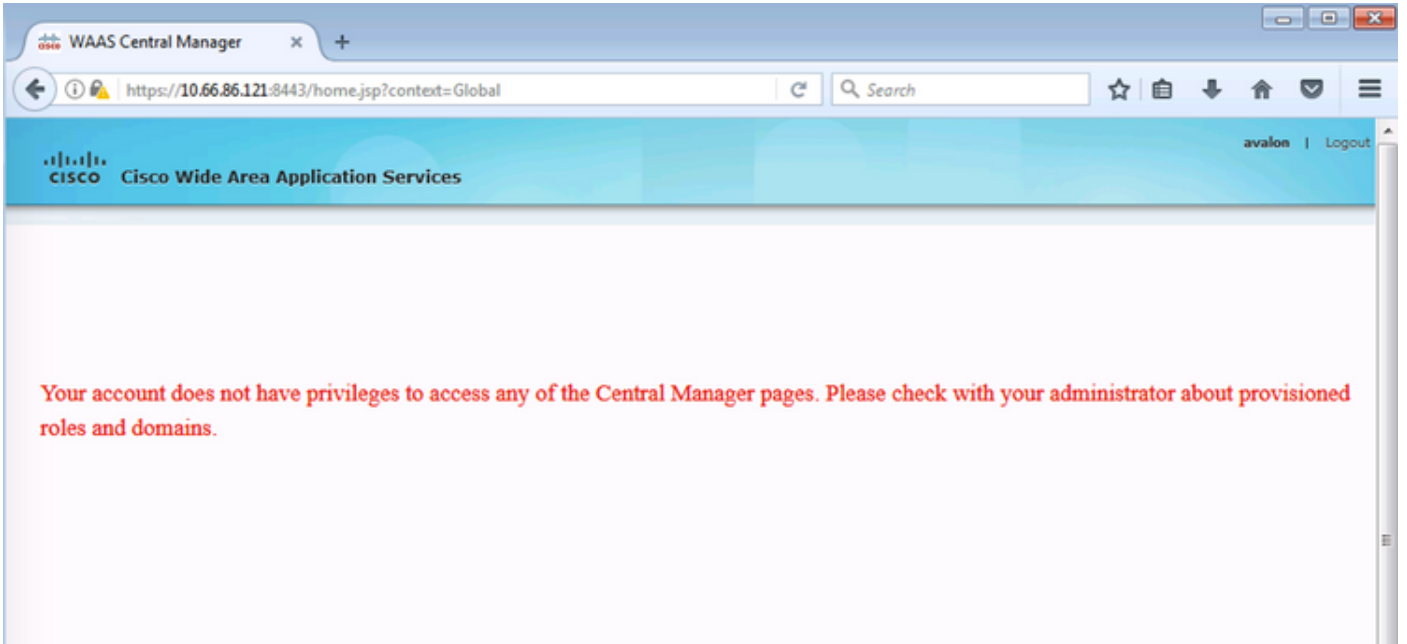 WAAS Central Manager
https://10.66.86.121:8443/home.jsp?context=Global
Search
avalon | Logout
CISCO Cisco Wide Area Application Services
Your account does not have privileges to access any of the Central Manager pages. Please check with your administrator about provisioned
roles and domains.